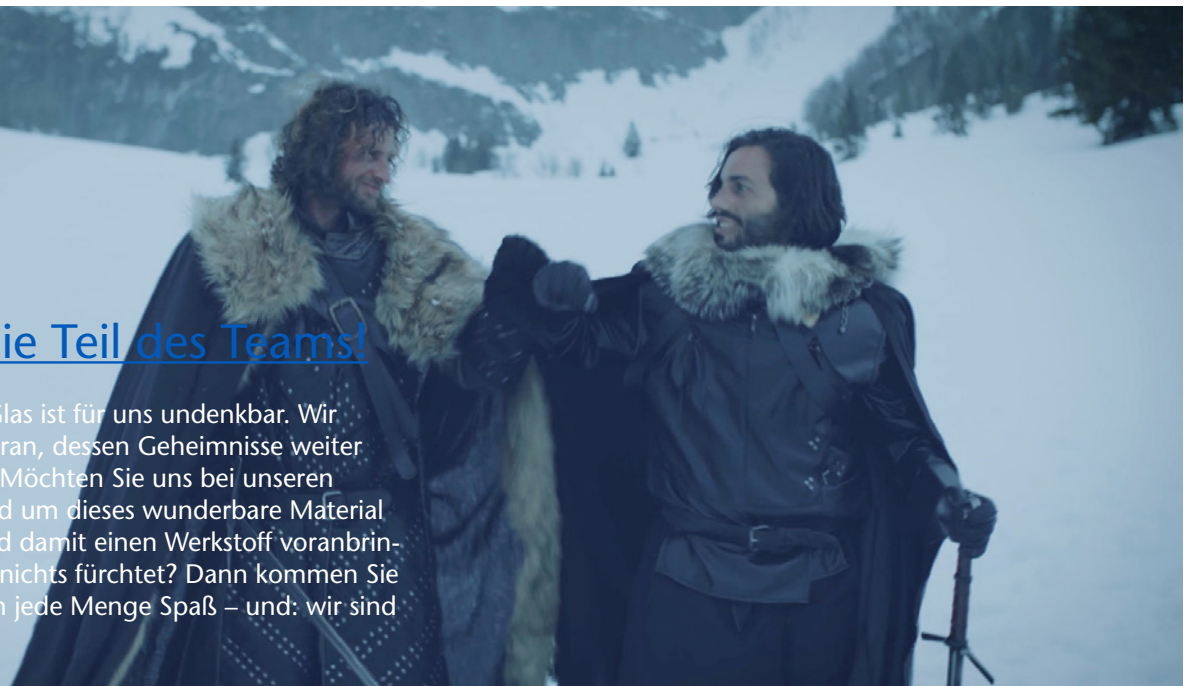 ie Teil des Teams!
Glas ist für uns undenkbar. Wir
ran, dessen Geheimnisse weiter
Möchten Sie uns bei unseren
d um dieses wunderbare Material
d damit einen Werkstoff voranbrin-
nichts fürchtet? Dann kommen Sie
n jede Menge Spaß – und: wir sind